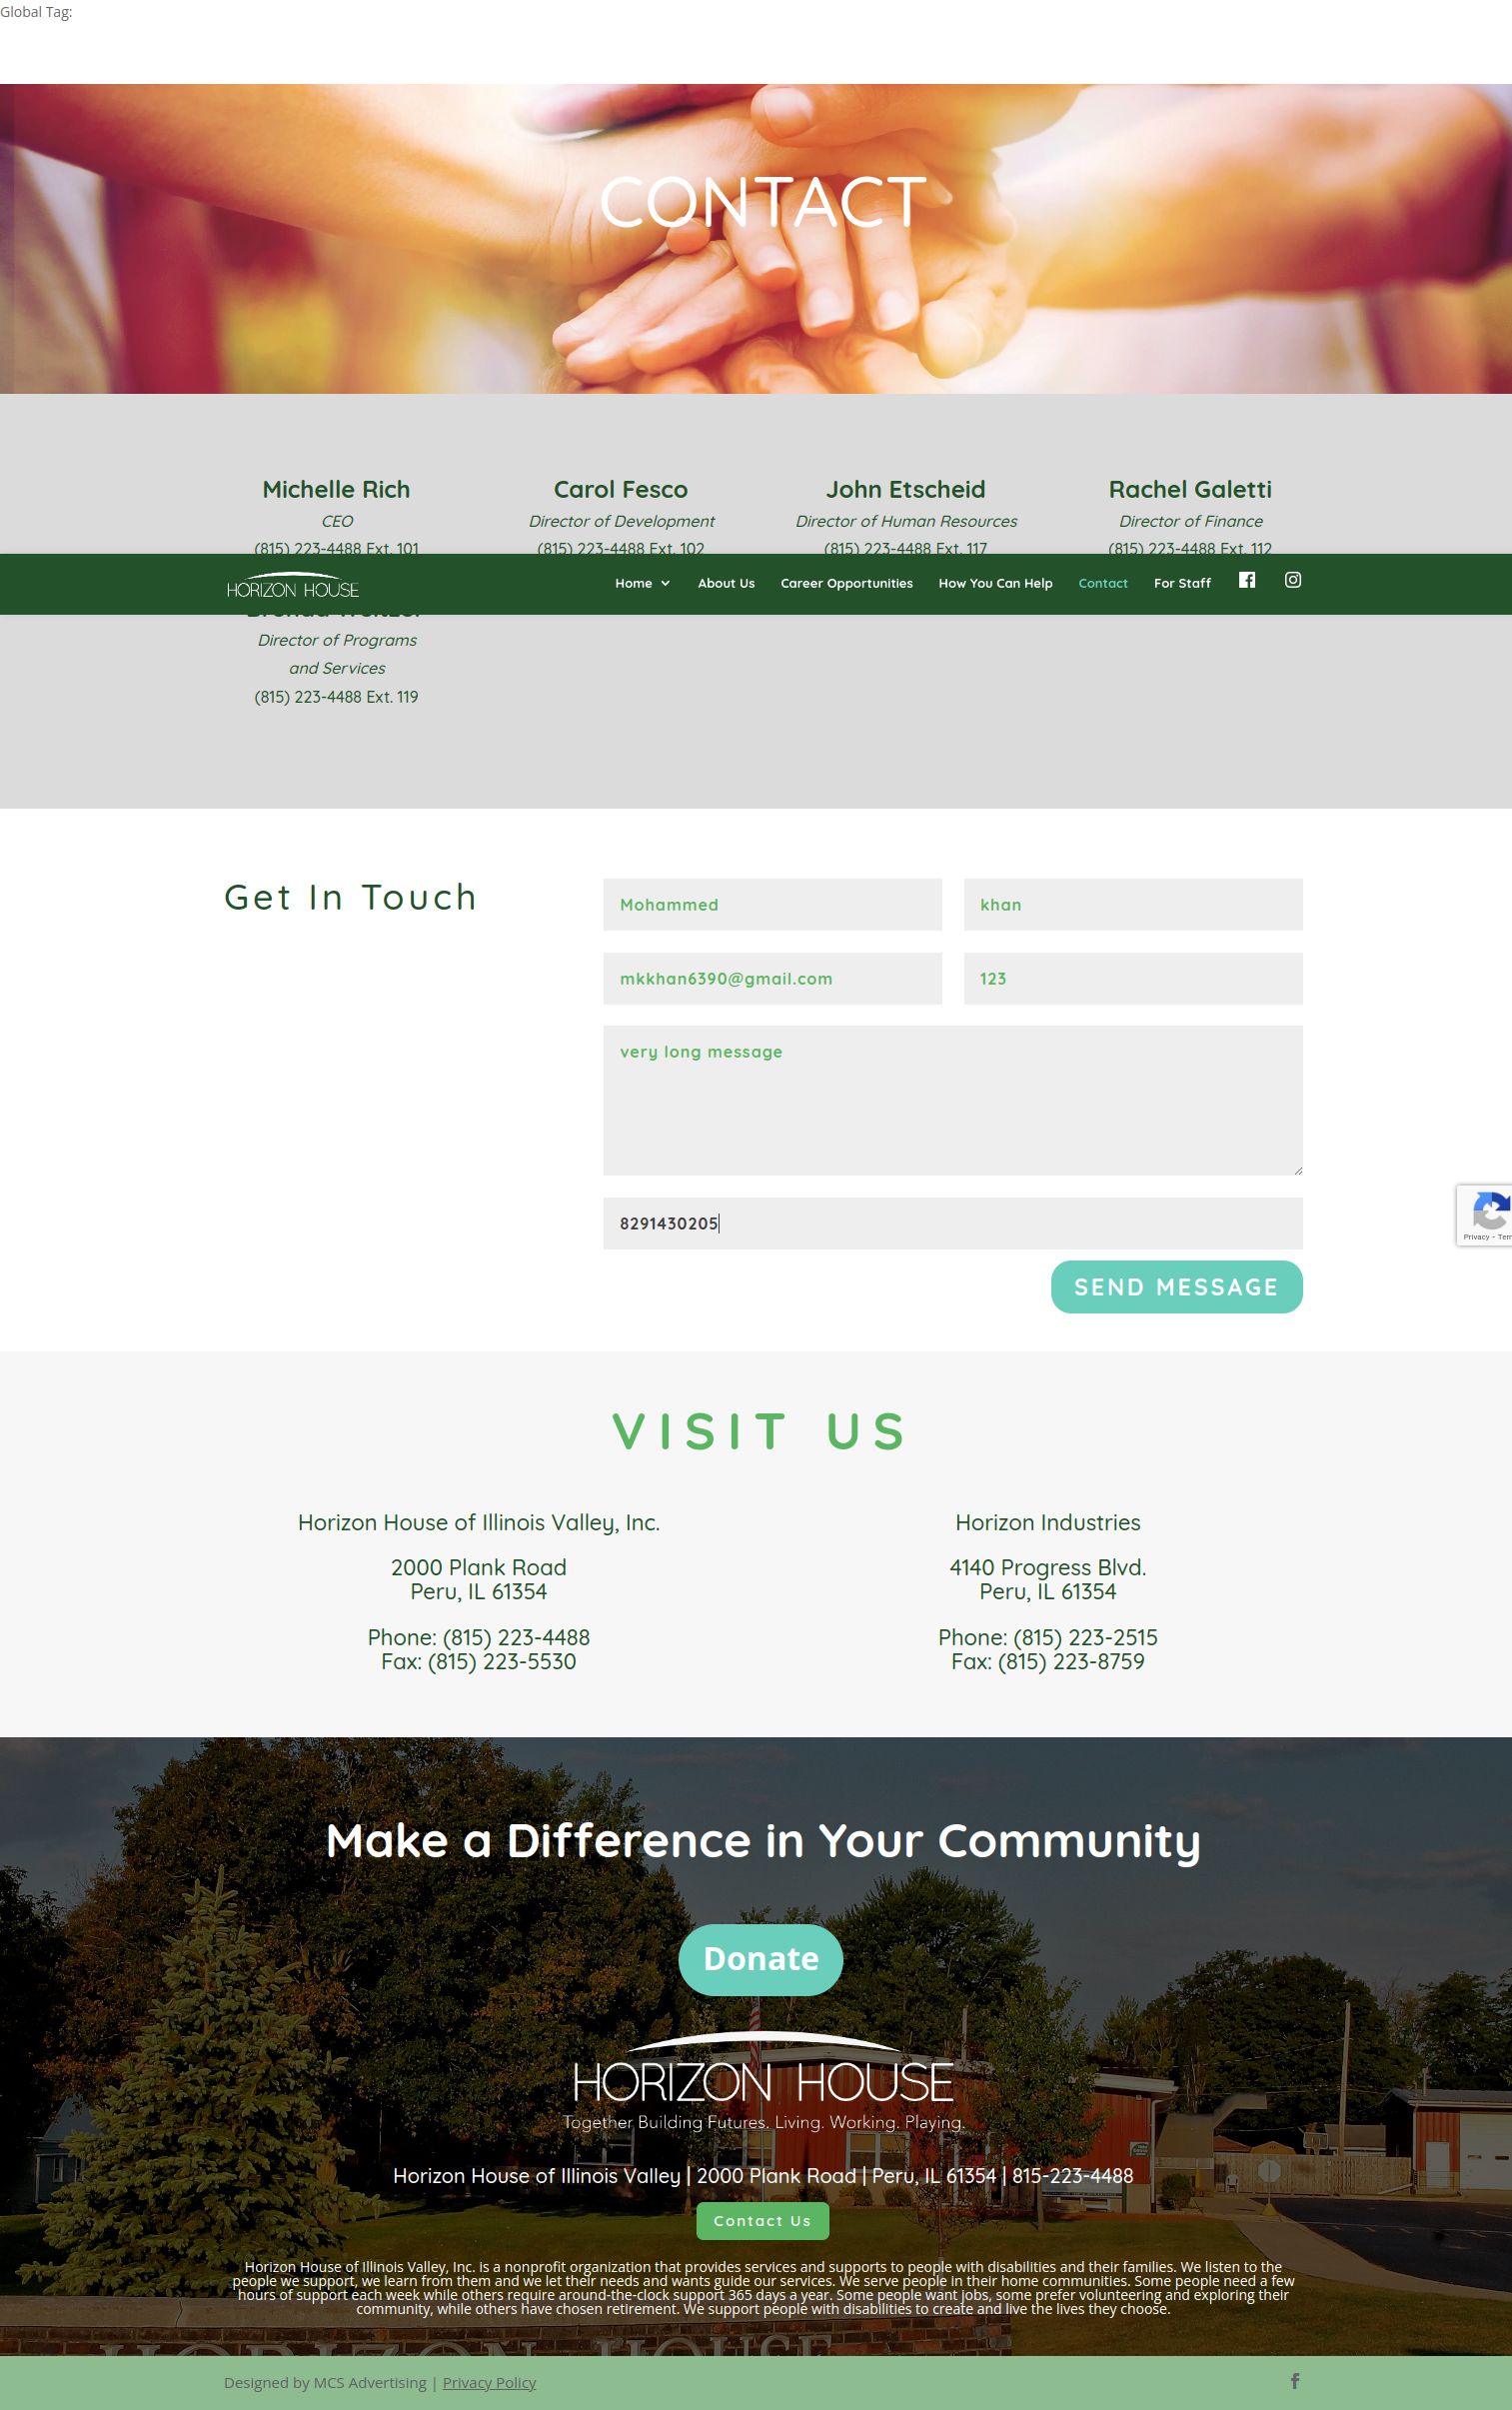 Global Tag:
CONTACT
Michelle Rich
CEO
(815) 223-4488 Ext. 101
Carol Fesco
Director of Development
(815) 223-4488 Ext. 102
John Etscheid
Director of Human Resources
(815) 223-4488 Ext. 117
Rachel Galetti
Director of Finance
(815) 223-4488 Ext. 112
HORIZON HOUSE
Home
About Us
Career Opportunities
How You Can Help
Contact
For Staff
Director of Programs
and Services
(815) 223-4488 Ext. 119
Get In Touch
Mohammed
khan
mkkhan6390@gmail.com
123
very long message
8291430205
Privacy -
SEND MESSAGE
VISIT US
Horizon House of Illinois Valley, Inc.
2000 Plank Road
Peru, IL 61354
Phone: (815) 223-4488
Fax: (815) 223-5530
Horizon Industries
4140 Progress Blvd.
Peru, IL 61354
Phone: (815) 223-2515
Fax: (815) 223-8759
Make a Difference in Your Community
Donate
HORIZON HOUSE
Together Building Futures. Living. Working. Playing.
Horizon House of Illinois Valley | 2000 Plank Road | Peru, IL 61354 | 815-223-4488
Contact Us
Horizon House of Illinois Valley, Inc. is a nonprofit organization that provides services and supports to people with disabilities and their families. We listen to the
people we support, we learn from them and we let their needs and wants guide our services. We serve people in their home communities. Some people need a few
hours of support each week while others require around-the-clock support 365 days a year. Some people want jobs, some prefer volunteering and exploring their
community, while others have chosen retirement. We support people with disabilities to create and live the lives they choose.
HORIZON HOUSE
Designed by MCS Advertising | Privacy Policy